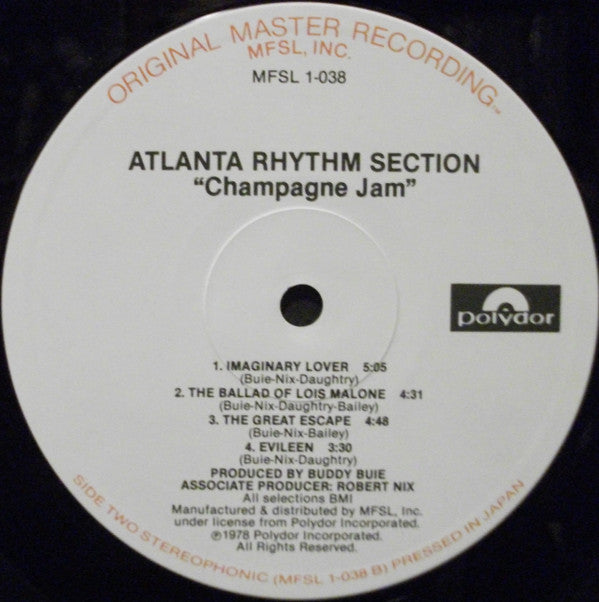 ORIGINAL MASTER RECORDING™
MFSL, INC.
MFSL 1-038
ATLANTA RHYTHM SECTION
“Champagne Jam”
polydor
1. IMAGINARY LOVER 5:05
(Buie-Nix-Daughtry)
2. THE BALLAD OF LOIS MALONE 4:31
(Buie-Nix-Daughtry-Bailey)
3. THE GREAT ESCAPE 4:48
(Buie-Nix-Bailey)
4. EVILEEN 3:30
(Buie-Nix-Daughtry)
PRODUCED BY BUDDY BUIE
ASSOCIATE PRODUCER: ROBERT NIX
All selections BMI
Manufactured & distributed by MFSL, Inc.
under license from Polydor Incorporated.
℗1978 Polydor Incorporated.
All Rights Reserved.
SIDE TWO STEREOPHONIC (MFSL 1-038 B) PRESSED IN JAPAN